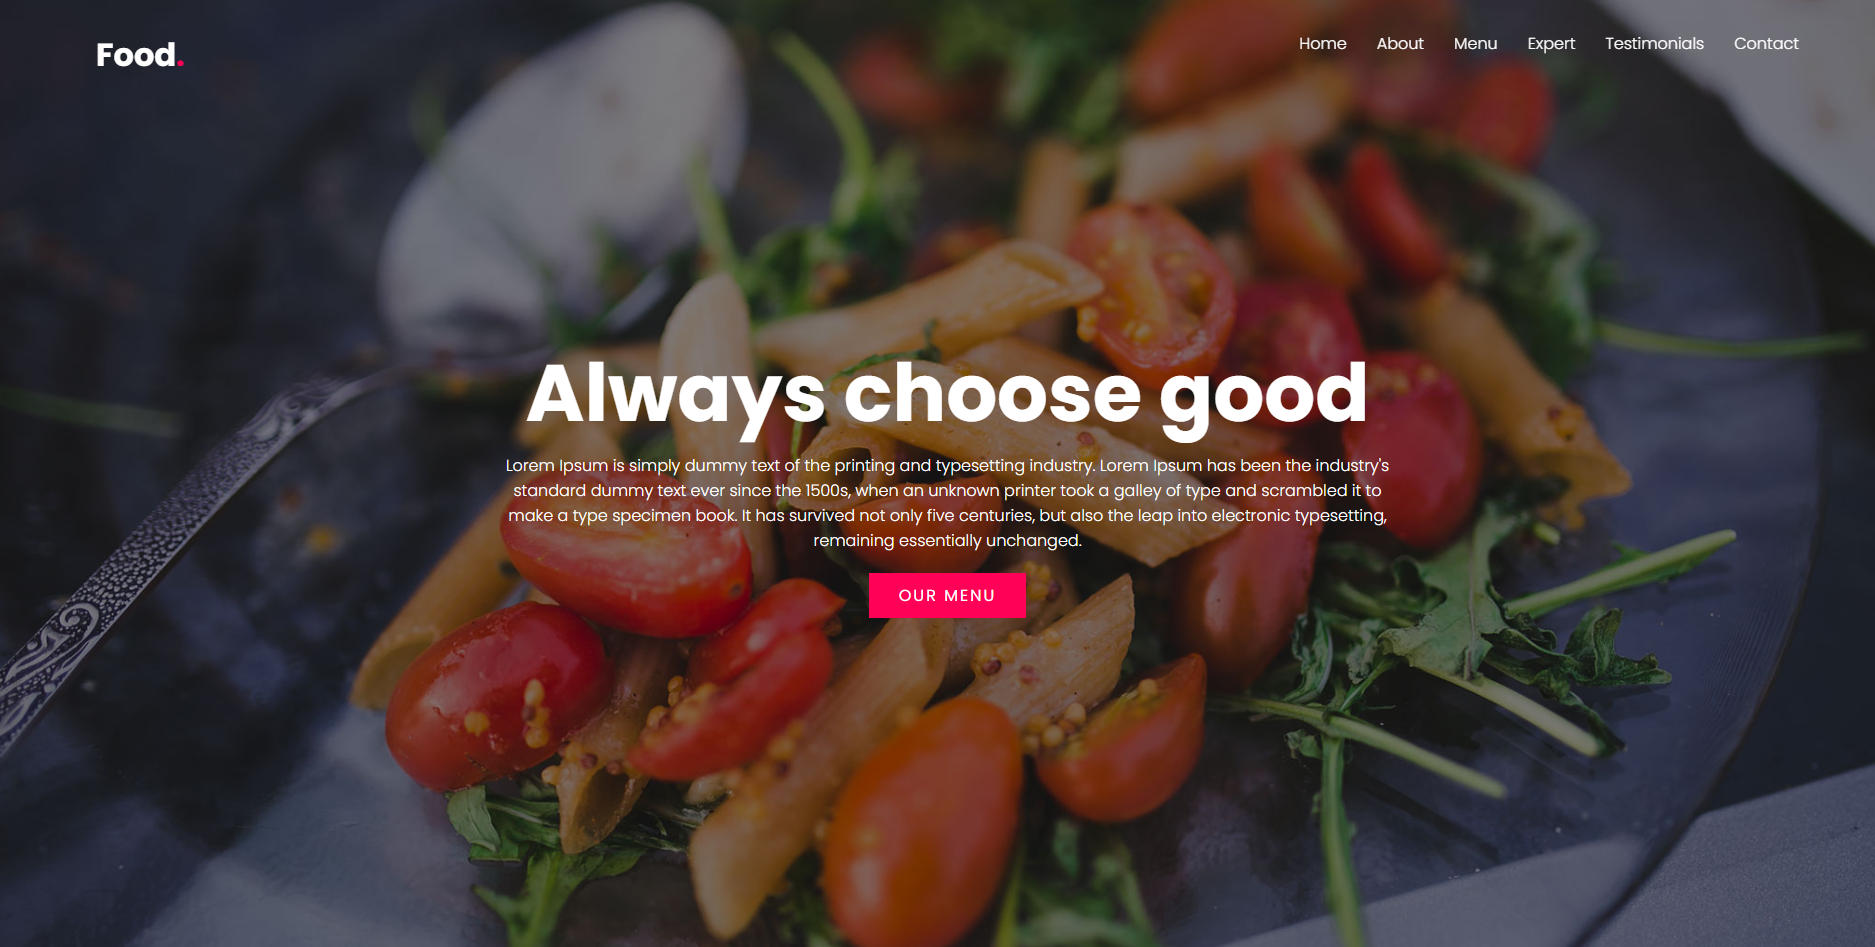 Food.
Home About Menu Expert Testimonials Contact
Always choose good
Lorem Ipsum is simply dummy text of the printing and typesetting industry. Lorem Ipsum has been the industry's
standard dummy text ever since the 1500s, when an unknown printer took a galley of type and scrambled it to
make a type specimen book. It has survived not only five centuries, but also the leap into electronic typesetting,
remaining essentially unchanged.
OUR MENU